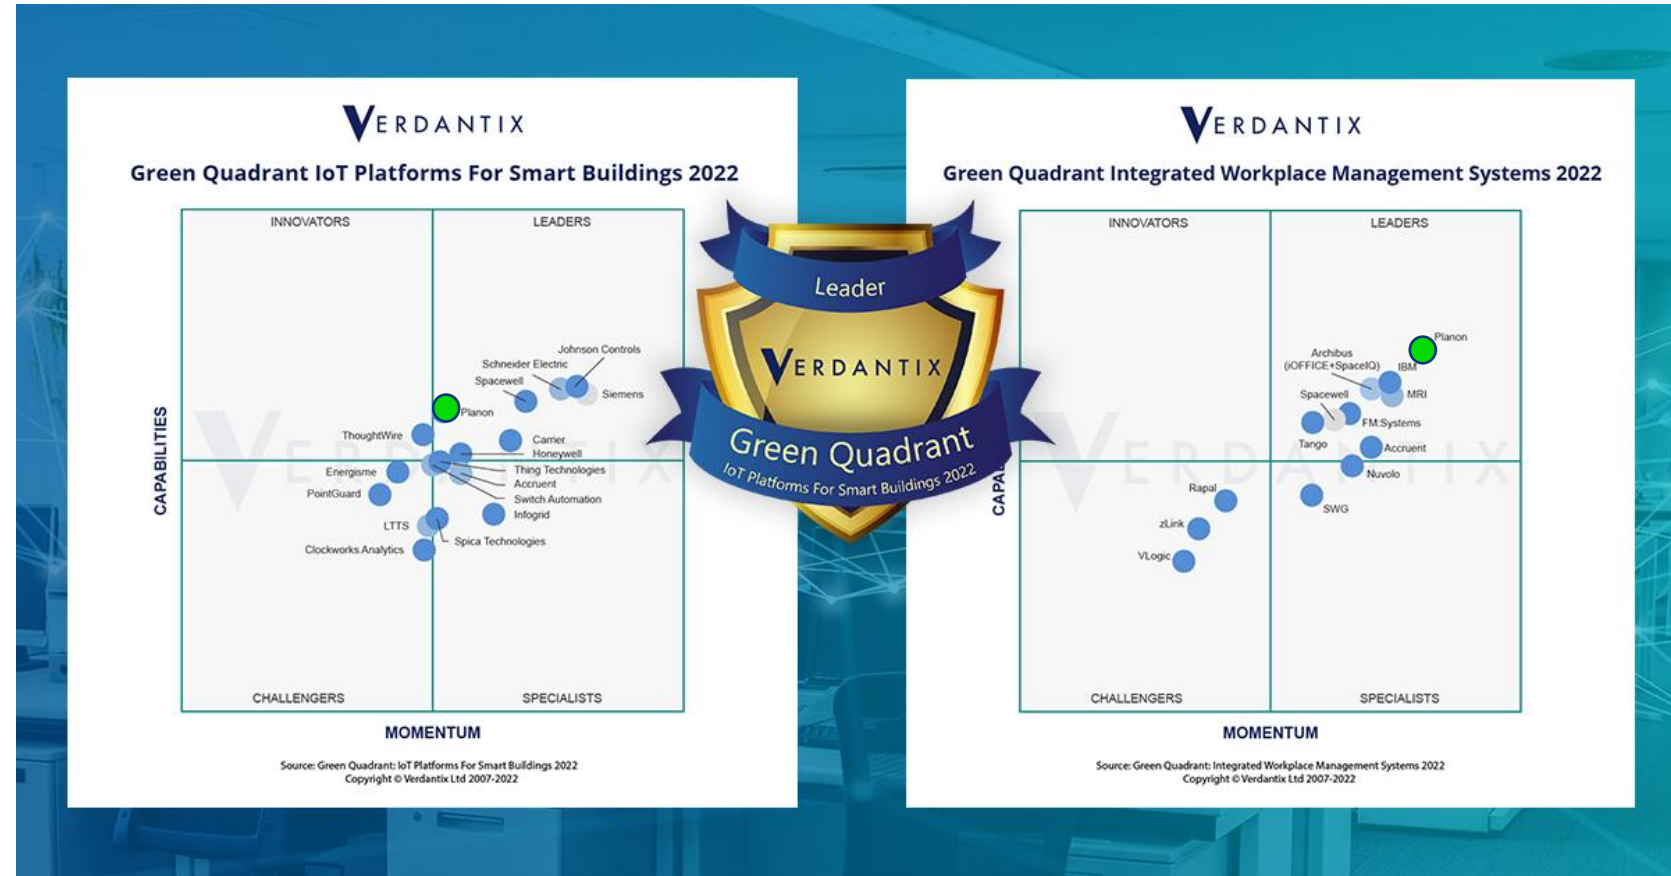 VERDANTIX
Green Quadrant IoT Platforms For Smart Buildings 2022
INNOVATORS
LEADERS
Johnson Controls
Schneider Electric
Spacewell
Siemens
Planon
ThoughtWire
Carrier
Honeywell
Energisme
Thing Technologies
PointGuard
Accruent
Switch Automation
Infogrid
LTTS
Spica Technologies
Clockworks Analytics
CAPABILITIES
VERDANTIX
CHALLENGERS
SPECIALISTS
MOMENTUM
Source: Green Quadrant: IoT Platforms For Smart Buildings 2022
Copyright © Verdantix Ltd 2007-2022
Leader
VERDANTIX
Green Quadrant
IoT Platforms For Smart Buildings 2022
VERDANTIX
Green Quadrant Integrated Workplace Management Systems 2022
INNOVATORS
LEADERS
Planon
Archibus
(iOFFICE+SpaceIQ)
IBM
Spacewell
MRI
FM:Systems
Tango
Accruent
Nuvolo
Rapal
SWG
zLink
VLogic
CAPA
VERDANTIX
CHALLENGERS
SPECIALISTS
MOMENTUM
Source: Green Quadrant: Integrated Workplace Management Systems 2022
Copyright © Verdantix Ltd 2007-2022